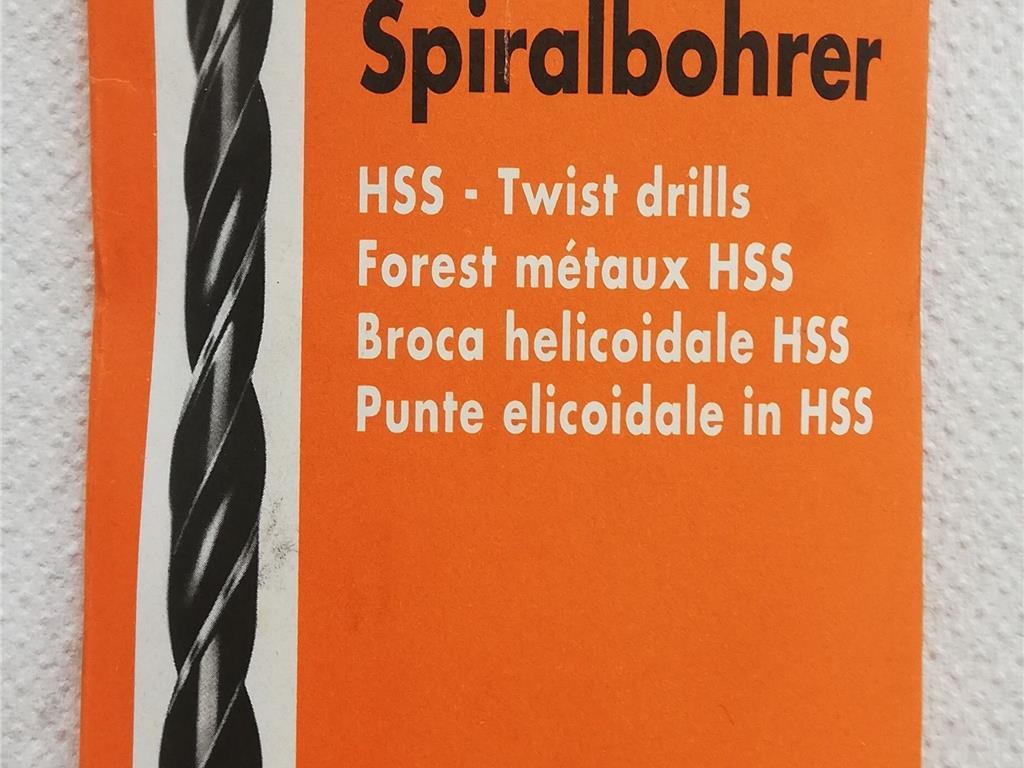 Spiralbohrer
HSS - Twist drills
Forest métaux HSS
Broca helicoidale HSS
Punte elicoidale in HSS